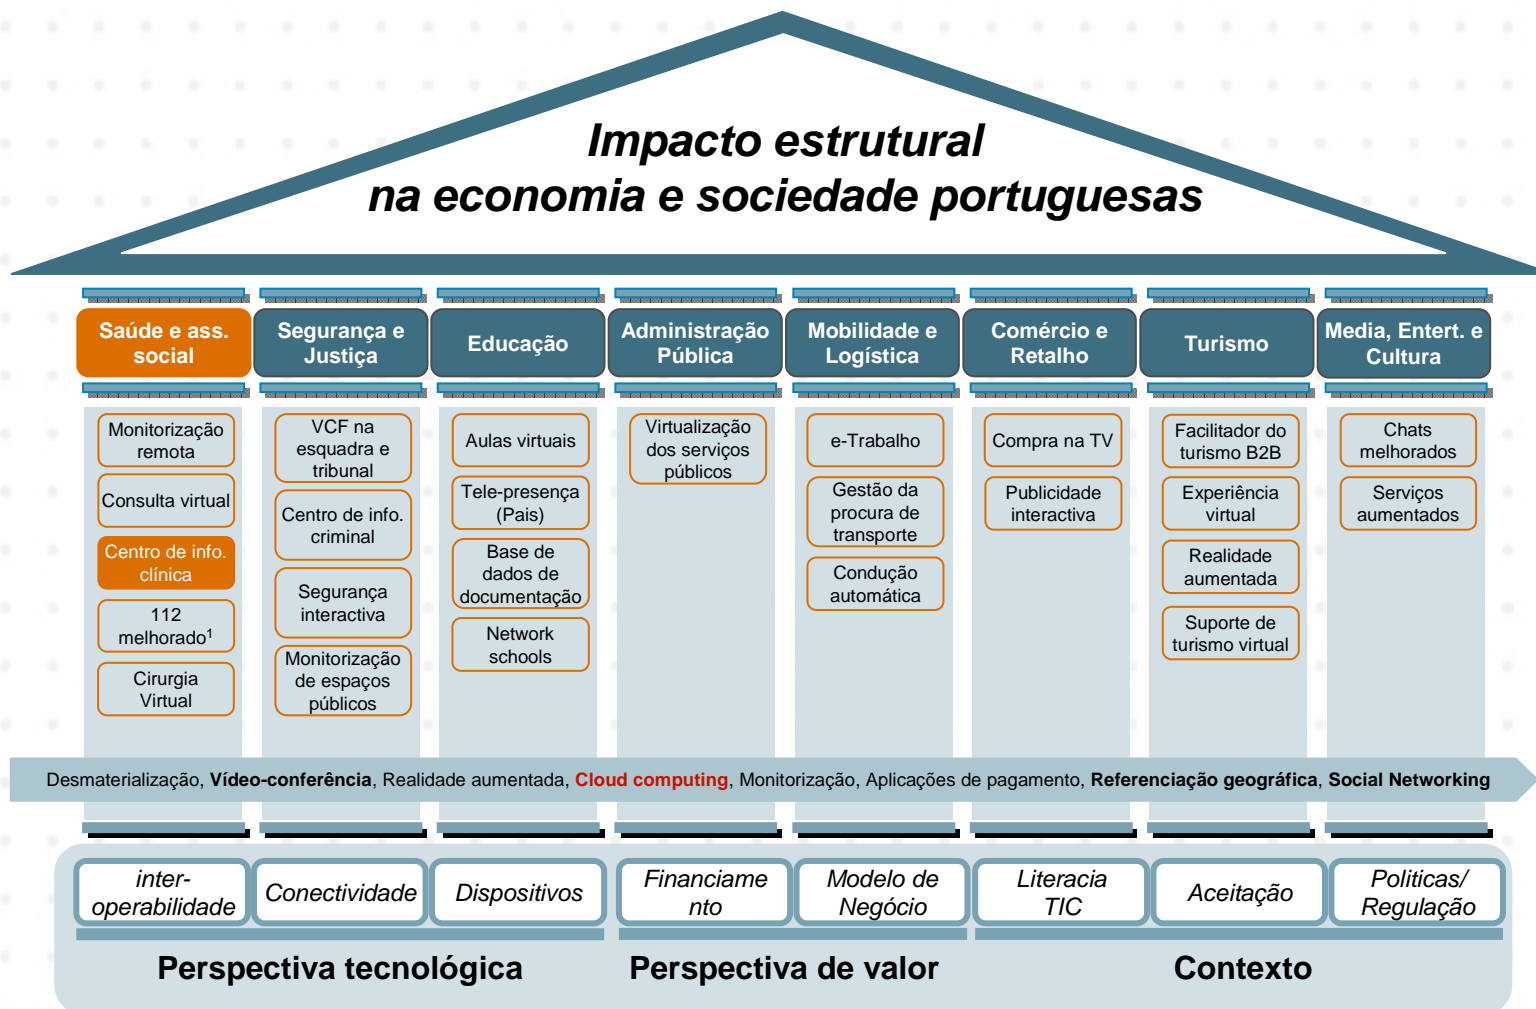 Impacto estrutural
na economia e sociedade portuguesas
Saúde e ass.
social
Segurança e
Justiça
Educação
Administração
Pública
Mobilidade e
Logística
Comércio e
Retalho
Turismo
Media, Entert. e
Cultura
Monitorização
remota
Consulta virtual
Centro de info.
clínica
112
melhorado¹
Cirurgia
Virtual
VCF na
esquadra e
tribunal
Centro de info.
criminal
Segurança
interactiva
Monitorização
de espaços
públicos
Aulas virtuais
Tele-presença
(Pais)
Base de
dados de
documentação
Network
schools
Virtualização
dos serviços
públicos
e-Trabalho
Gestão da
procura de
transporte
Condução
automática
Compra na TV
Publicidade
interactiva
Facilitador do
turismo B2B
Experiência
virtual
Realidade
aumentada
Suporte de
turismo virtual
Chats
melhorados
Serviços
aumentados
Desmaterialização, Vídeo-conferência, Realidade aumentada, Cloud computing, Monitorização, Aplicações de pagamento, Referenciação geográfica, Social Networking
inter-
operabilidade
Conectividade
Dispositivos
Financiame
nto
Modelo de
Negócio
Literacia
TIC
Aceitação
Politicas/
Regulação
Perspectiva tecnológica
Perspectiva de valor
Contexto